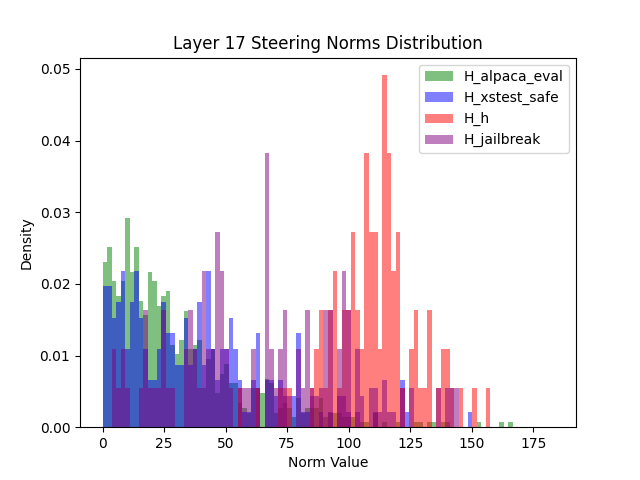 Layer 17 Steering Norms Distribution
H_alpaca_eval
H_xstest_safe
H_h
H_jailbreak
Density
0.05
0.04
0.03
0.02
0.01
0.00
0
25
50
75
100
125
150
175
Norm Value